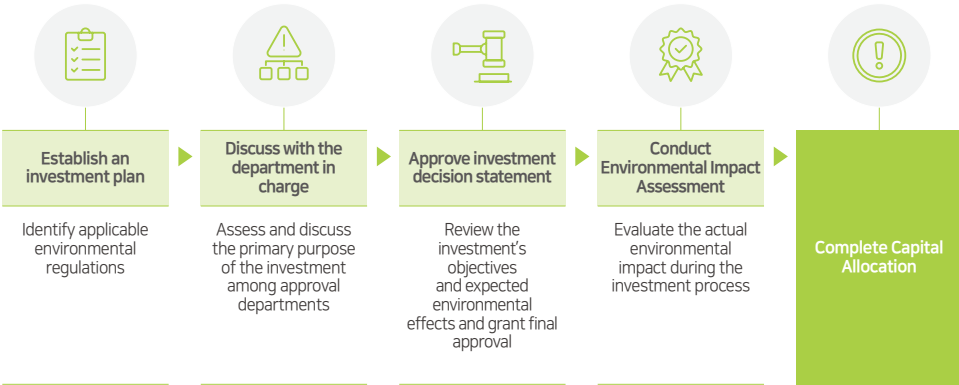 Establish an
investment plan
Identify applicable
environmental
regulations
Discuss with the
department in
charge
Assess and discuss
the primary purpose
of the investment
among approval
departments
Approve investment
decision statement
Review the
investment's
objectives
and expected
environmental
effects and grant final
approval
Conduct
Environmental Impact
Assessment
Evaluate the actual
environmental
impact during the
investment process
Complete Capital
Allocation